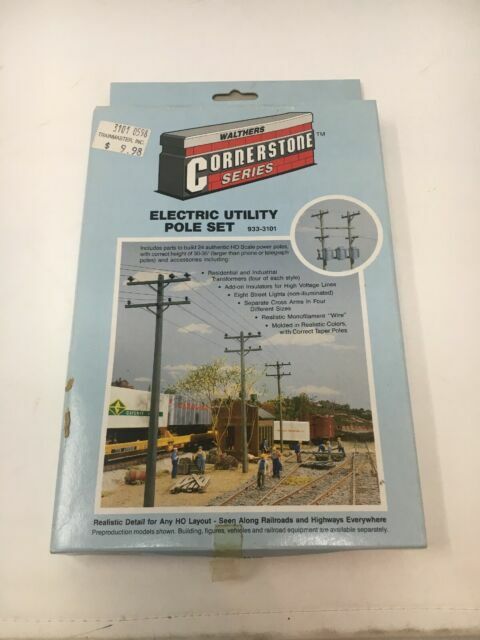 3101 0598
TRAINMASTER, INC.
$ 9.98
WALTHERS
CORNERSTONE™
SERIES
ELECTRIC UTILITY
POLE SET 933-3101
Includes parts to build 24 authentic HO Scale power poles,
with correct height of 30-35' (larger than phone or telegraph
poles) and accessories including:
• Residential and Industrial
Transformers (four of each style)
• Add-on Insulators for High Voltage Lines
• Eight Street Lights (non-illuminated)
• Separate Cross Arms in Four
Different Sizes
• Realistic Monofilament "Wire"
• Molded in Realistic Colors,
with Correct Taper Poles
Realistic Detail for Any HO Layout - Seen Along Railroads and Highways Everywhere
Preproduction models shown. Building, figures, vehicles and railroad equipment are available separately.